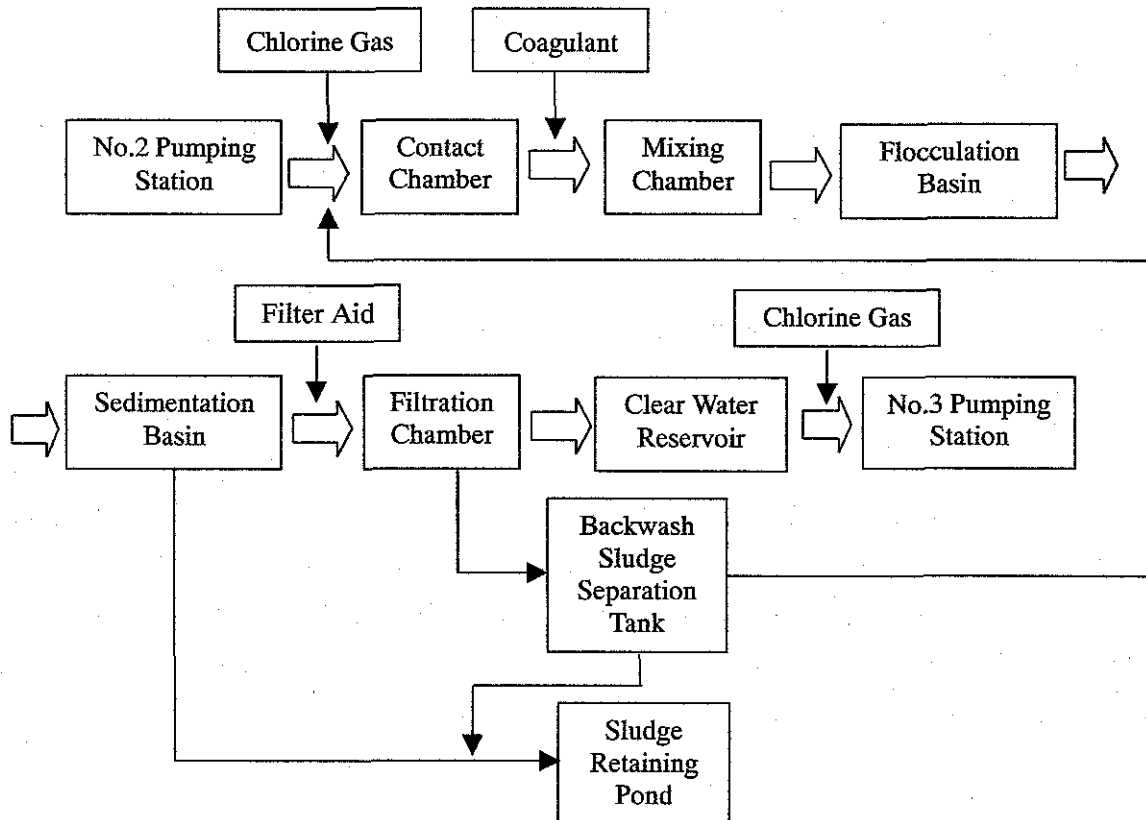 Chlorine Gas
Coagulant
No.2 Pumping
Station
Contact
Chamber
Mixing
Chamber
Flocculation
Basin
Filter Aid
Chlorine Gas
Sedimentation
Basin
Filtration
Chamber
Clear Water
Reservoir
No.3 Pumping
Station
Backwash
Sludge
Separation
Tank
Sludge
Retaining
Pond